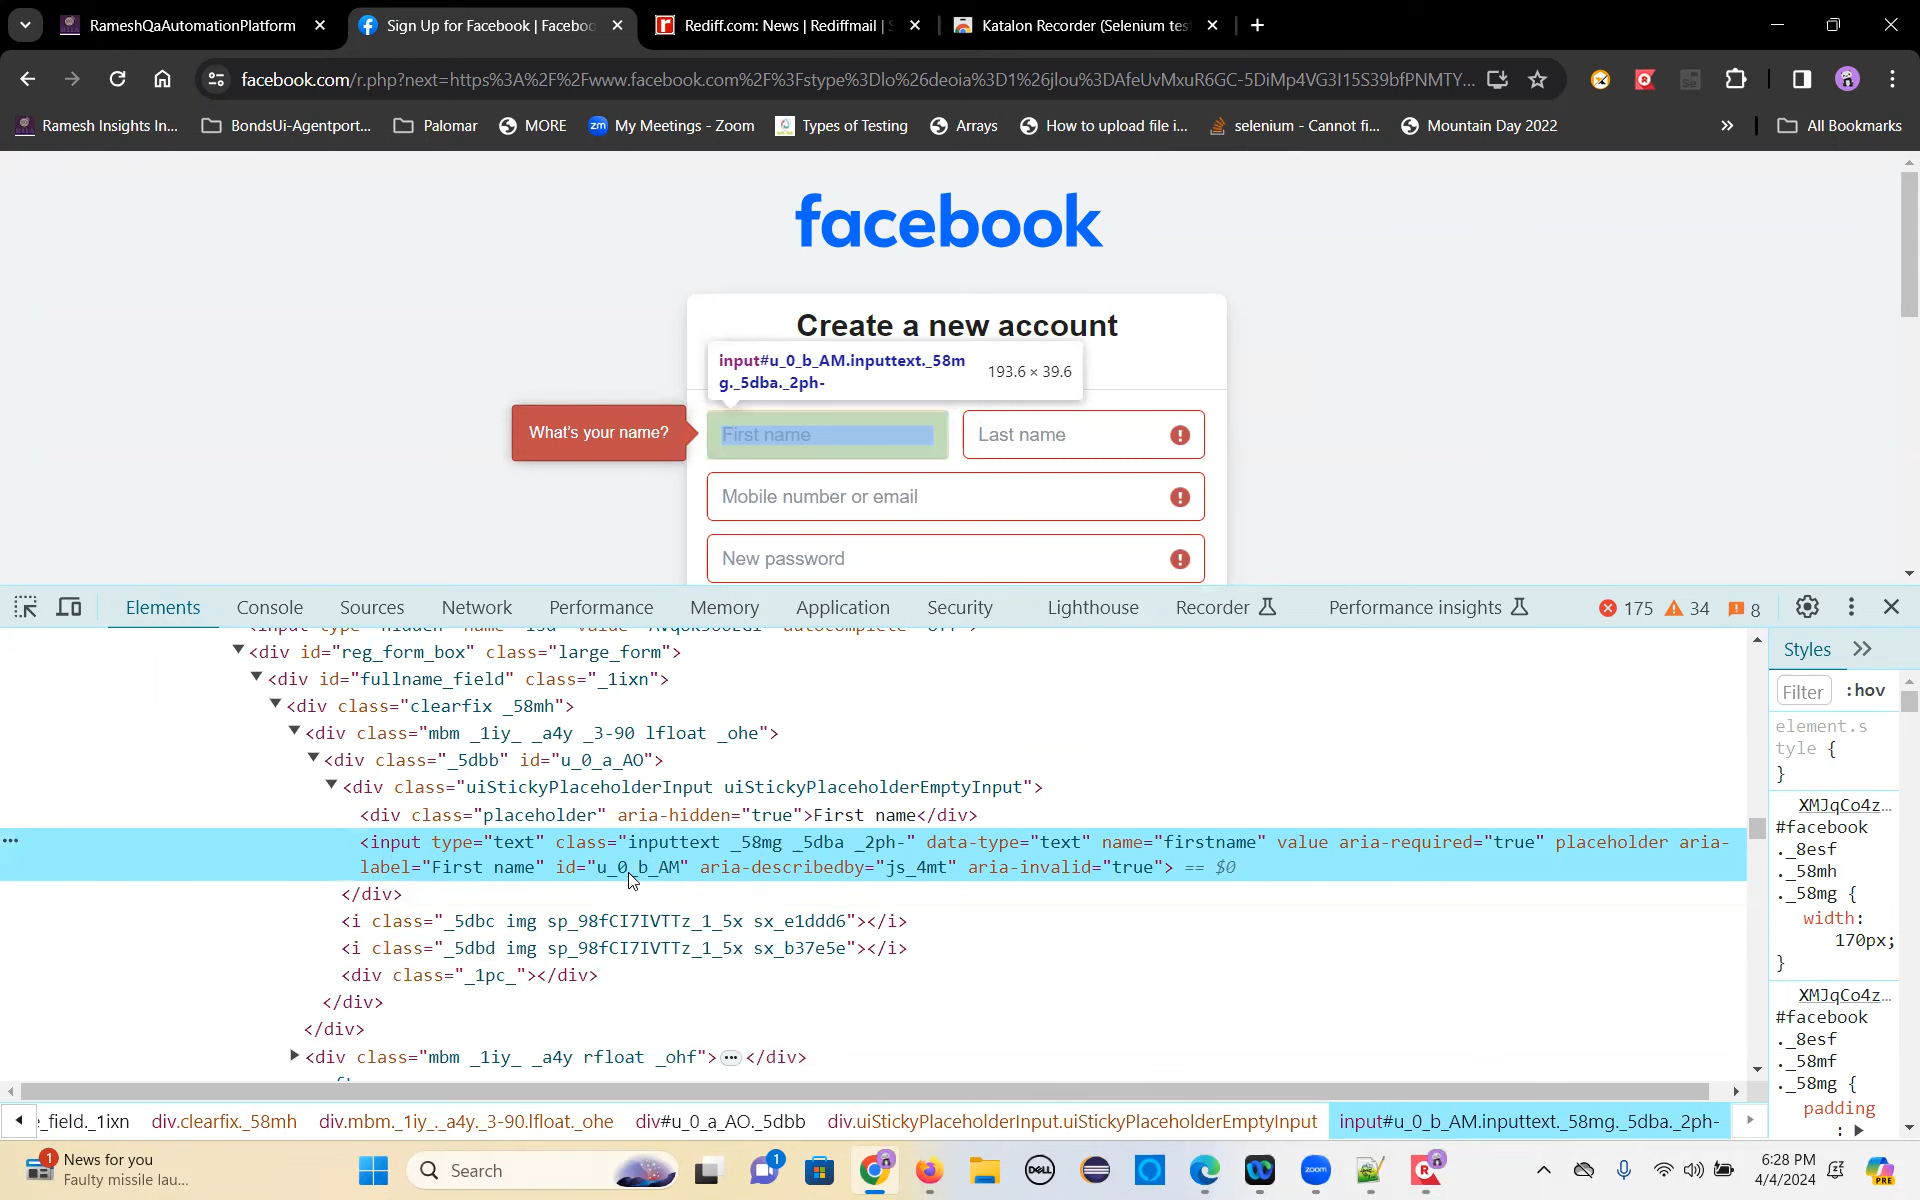 RameshQaAutomationPlatform
Sign Up for Facebook | Facebo
Rediff.com: News | Rediffmail |
Katalon Recorder (Selenium tes
facebook.com/r.php?next=https%3A%2F%2Fwww.facebook.com%2F%3Fstype%3Dlo%26deoia%3D1%26jlou%3DAfeUvMxuR6GC-5DiMp4VG3I15S39bfPNMTY...
Ramesh Insights In...
BondsUi-Agentport...
Palomar
MORE
zm My Meetings - Zoom
Types of Testing
Arrays
How to upload file i...
selenium - Cannot fi...
Mountain Day 2022
»
All Bookmarks
facebook
Create a new account
input#u_0_b_AM.inputtext._58m
g._5dba._2ph-
193.6 × 39.6
What's your name?
First name
Last name
Mobile number or email
New password
Elements Console Sources Network Performance Memory Application Security Lighthouse Recorder Performance insights 175 34 8
<div id="reg_form_box" class="large_form">
<div id="fullname_field" class="_1ixn">
<div class="clearfix _58mh">
<div class="mbm _1iy_ _a4y _3-90 lfloat _ohe">
<div class="_5dbb" id="u_0_a_AO">
<div class="uiStickyPlaceholderInput uiStickyPlaceholderEmptyInput">
<div class="placeholder" aria-hidden="true">First name</div>
<input type="text" class="inputtext _58mg _5dba _2ph-" data-type="text" name="firstname" value aria-required="true" placeholder aria-
label="First name" id="u_0_b_AM" aria-describedby="js_4mt" aria-invalid="true"> == $0
</div>
<i class="_5dbc img sp_98fCI7IVTTz_1_5x sx_e1ddd6"></i>
<i class="_5dbd img sp_98fCI7IVTTz_1_5x sx_b37e5e"></i>
<div class="_1pc_"></div>
</div>
</div>
<div class="mbm _1iy_ _a4y rfloat _ohf">…</div>
Styles »
Filter :hov
element.s
tyle {
}
XMJqCo4z…
#facebook
._8esf
._58mh
._58mg {
width:
170px;
}
XMJqCo4z…
#facebook
._8esf
._58mf
._58mg {
padding
:
_field._1ixn div.clearfix._58mh div.mbm._1iy_._a4y._3-90.lfloat._ohe div#u_0_a_AO._5dbb div.uiStickyPlaceholderInput.uiStickyPlaceholderEmptyInput input#u_0_b_AM.inputtext._58mg._5dba._2ph-
1
News for you
Faulty missile lau...
Search
1
DELL
zoom
R
6:28 PM
4/4/2024
PRE